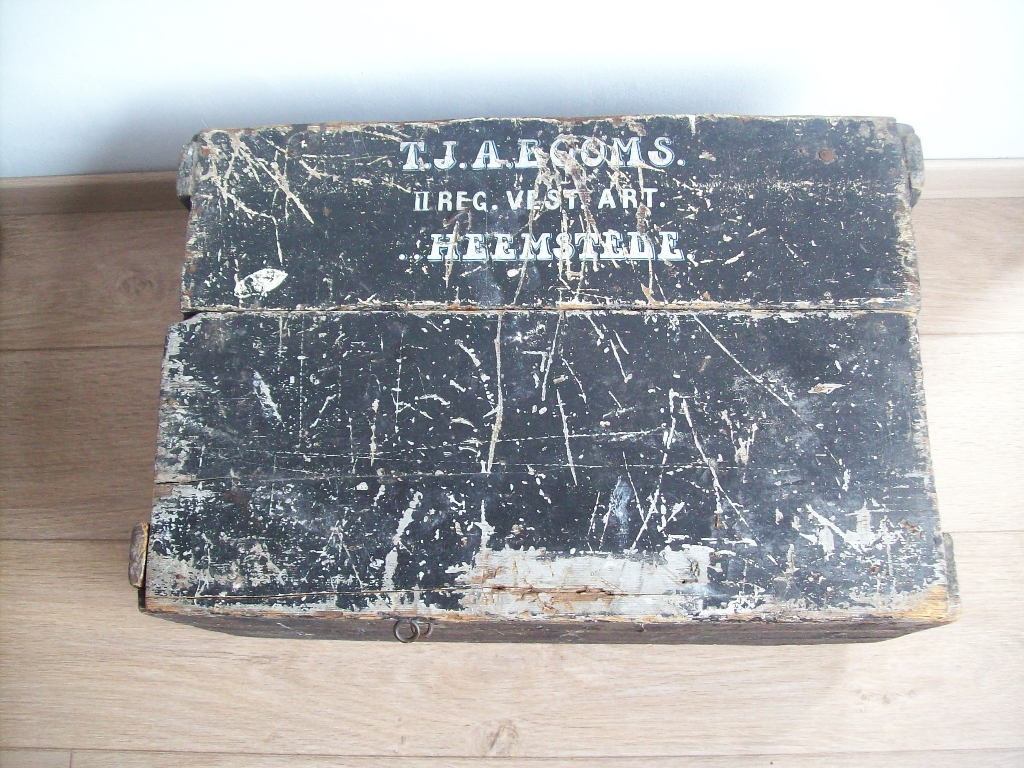 T.J.A.BOOMS.
II REG. VEST. ART.
HEEMSTEDE.